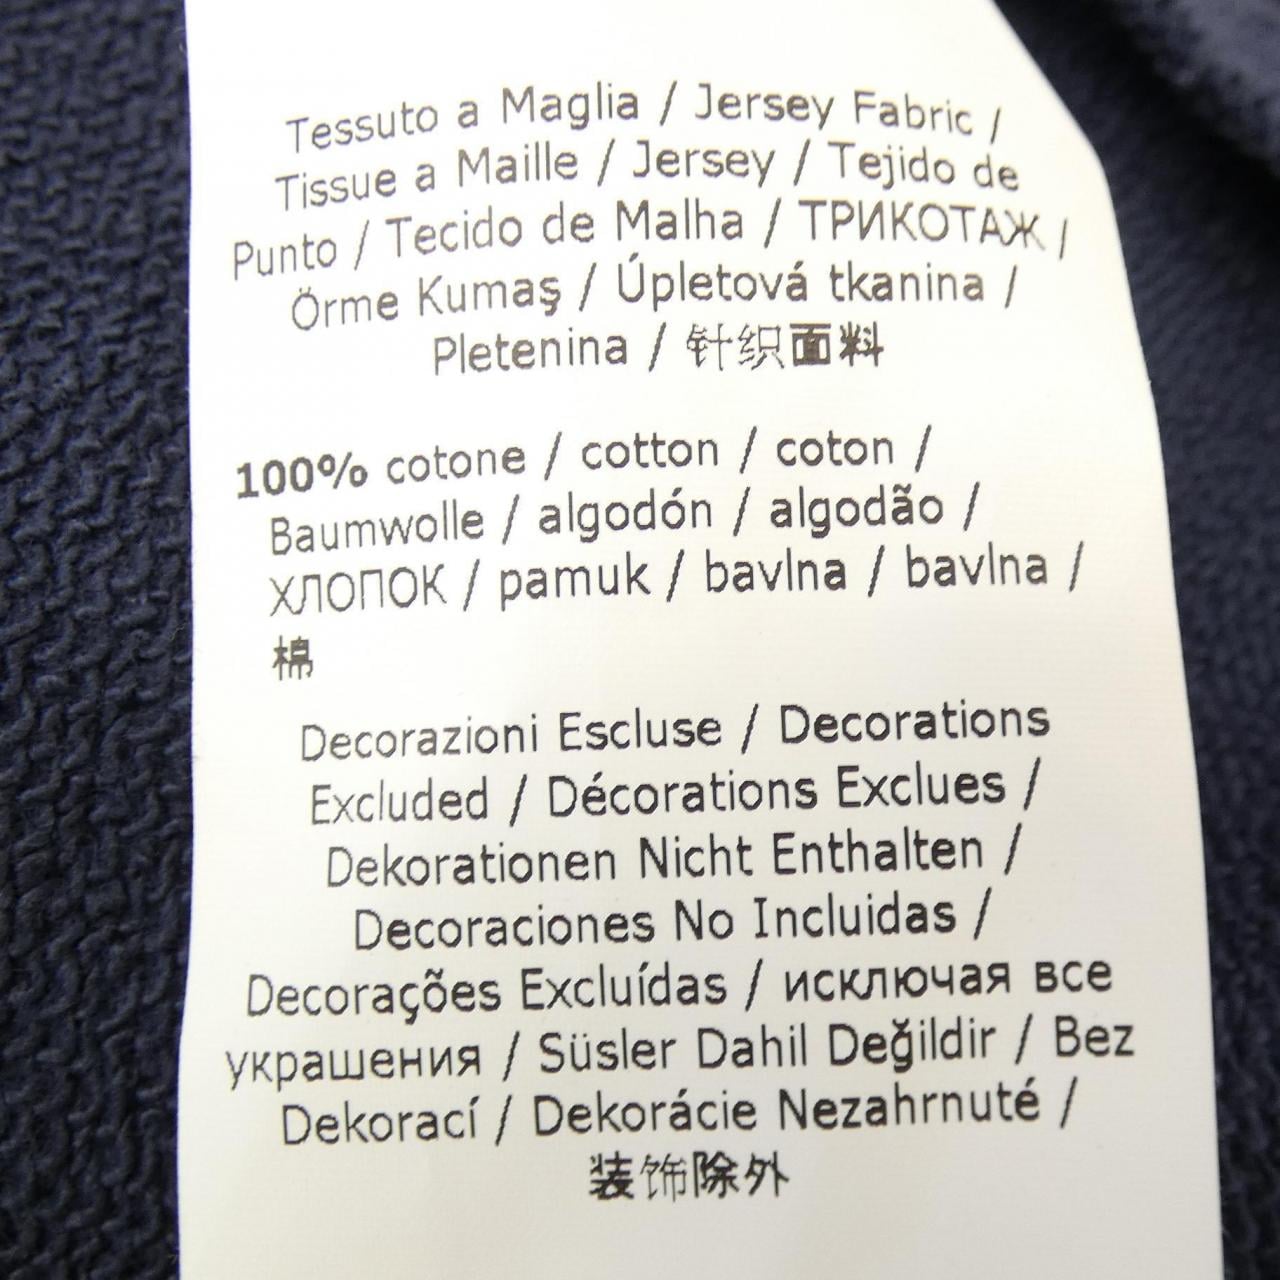 Tessuto a Maglia / Jersey Fabric /
Tissue a Maille / Jersey / Tejido de
Punto / Tecido de Malha / ТРИКОТАЖ /
Örme Kumaş / Úpletová tkanina /
Pletenina / 针织面料
100% cotone / cotton / coton /
Baumwolle / algodón / algodão /
ХЛОПОК / pamuk / bavlna / bavlna /
棉
Decorazioni Escluse / Decorations
Excluded / Décorations Exclues /
Dekorationen Nicht Enthalten /
Decoraciones No Incluidas /
Decorações Excluídas / исключая все
украшения / Süsler Dahil Değildir / Bez
Dekorací / Dekorácie Nezahrnuté /
装饰除外